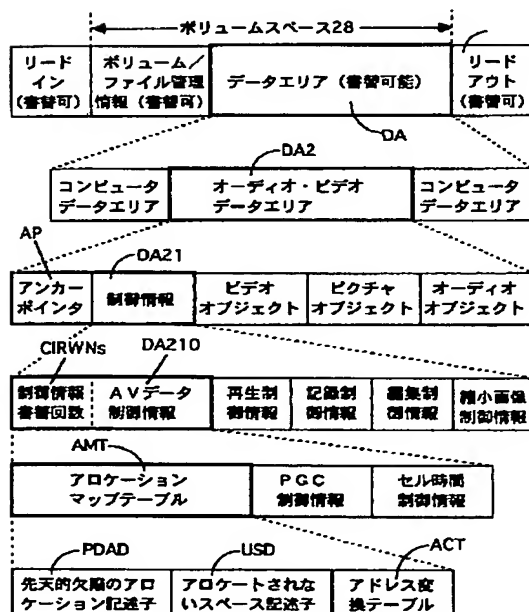 ボリュームスペース28
リード
イン
(書替可)
ボリューム／
ファイル管理
情報（書替可）
データエリア（書替可能）
リード
アウト
(書替可)
DA
DA2
コンピュータ
データエリア
オーディオ・ビデオ
データエリア
コンピュータ
データエリア
AP
DA21
アンカー
ポインタ
制御情報
ビデオ
オブジェクト
ピクチャ
オブジェクト
オーディオ
オブジェクト
CIRWNs
DA210
制御情報
書替回数
AVデータ
制御情報
再生制
御情報
記録制
御情報
編集制
御情報
縮小画像
制御情報
AMT
アロケーション
マップテーブル
PGC
制御情報
セル時間
制御情報
PDAD
USD
ACT
先天的欠陥のアロ
ケーション記述子
アロケートされな
いスペース記述子
アドレス変
換テーブル